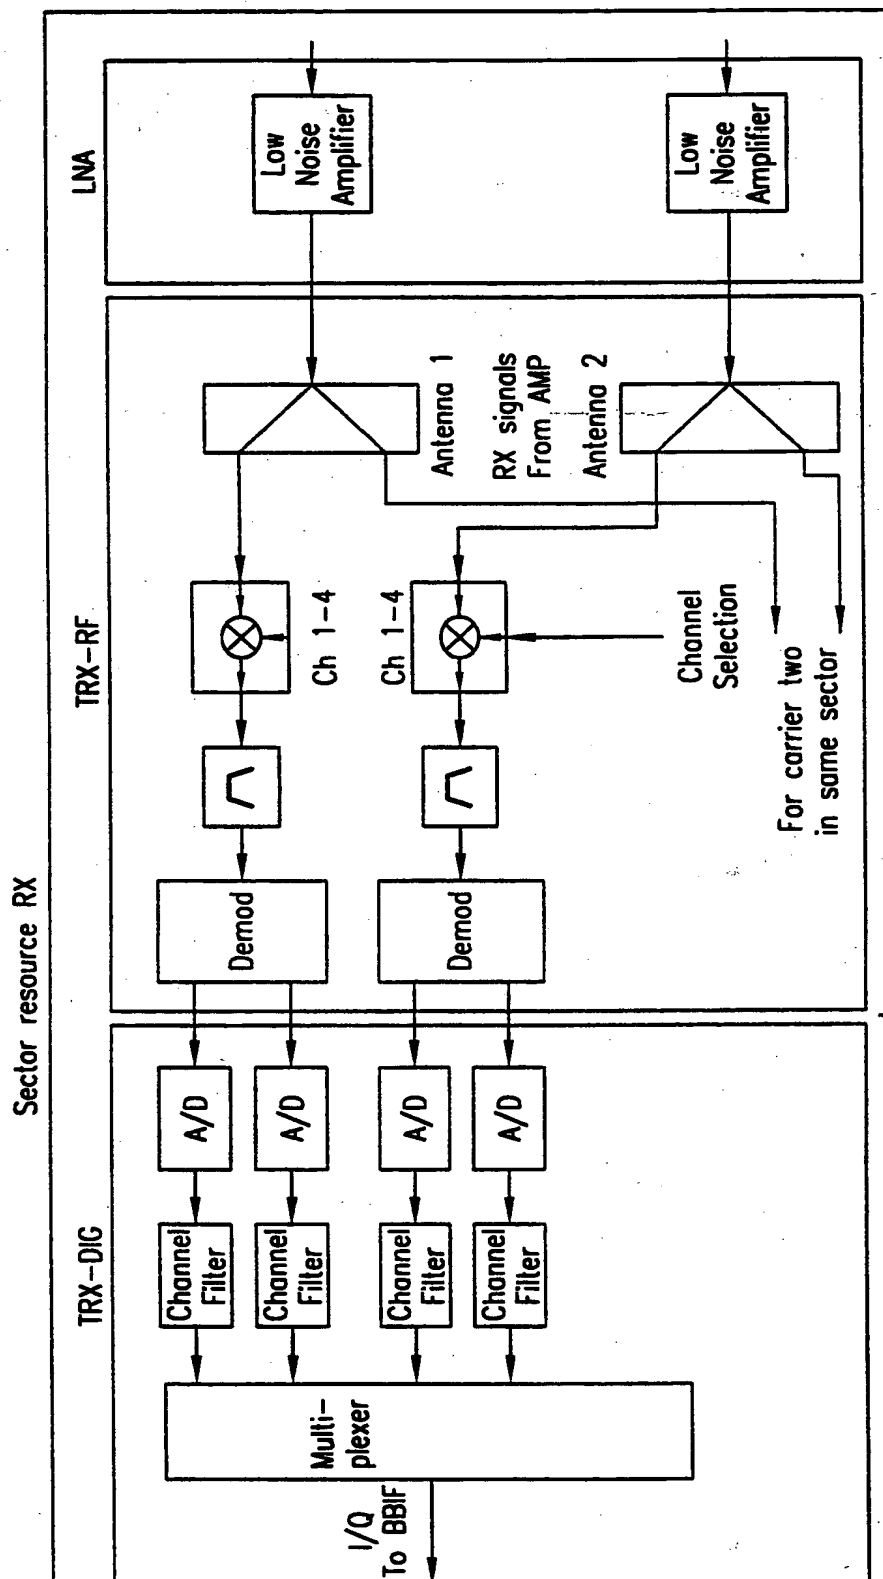 Sector resource RX
LNA
Low
Noise
Amplifier
Low
Noise
Amplifier
TRX-RF
Antenna 1
RX signals
From AMP
Antenna 2
Ch 1-4
Ch 1-4
Channel
Selection
For carrier two
in same sector
Demod
Demod
TRX-DIG
A/D
A/D
A/D
A/D
Channel
Filter
Channel
Filter
Channel
Filter
Channel
Filter
Multi-
plexer
I/Q
To BBIF